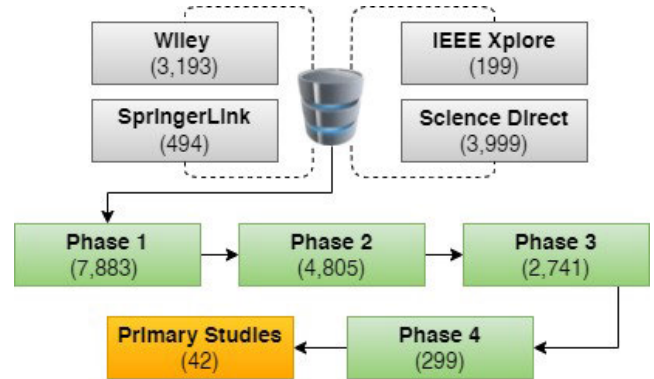 Wiley
(3,193)
IEEE Xplore
(199)
SpringerLink
(494)
Science Direct
(3,999)
Phase 1
(7,883)
Phase 2
(4,805)
Phase 3
(2,741)
Primary Studies
(42)
Phase 4
(299)